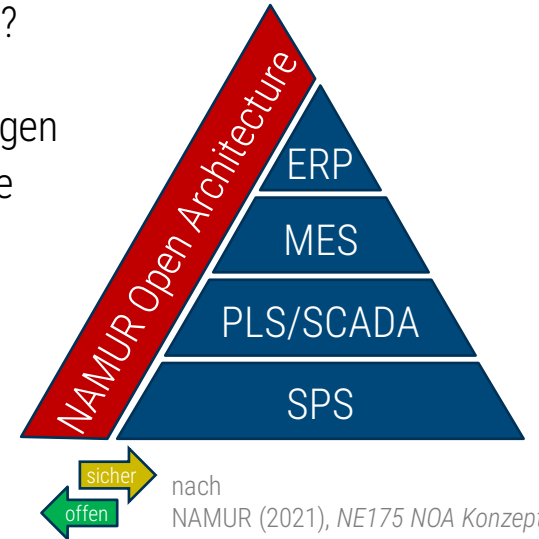 ?
gen
e
NAMUR Open Architecture
ERP
MES
PLS/SCADA
SPS
sicher
offen
nach
NAMUR (2021), NE175 NOA Konzept